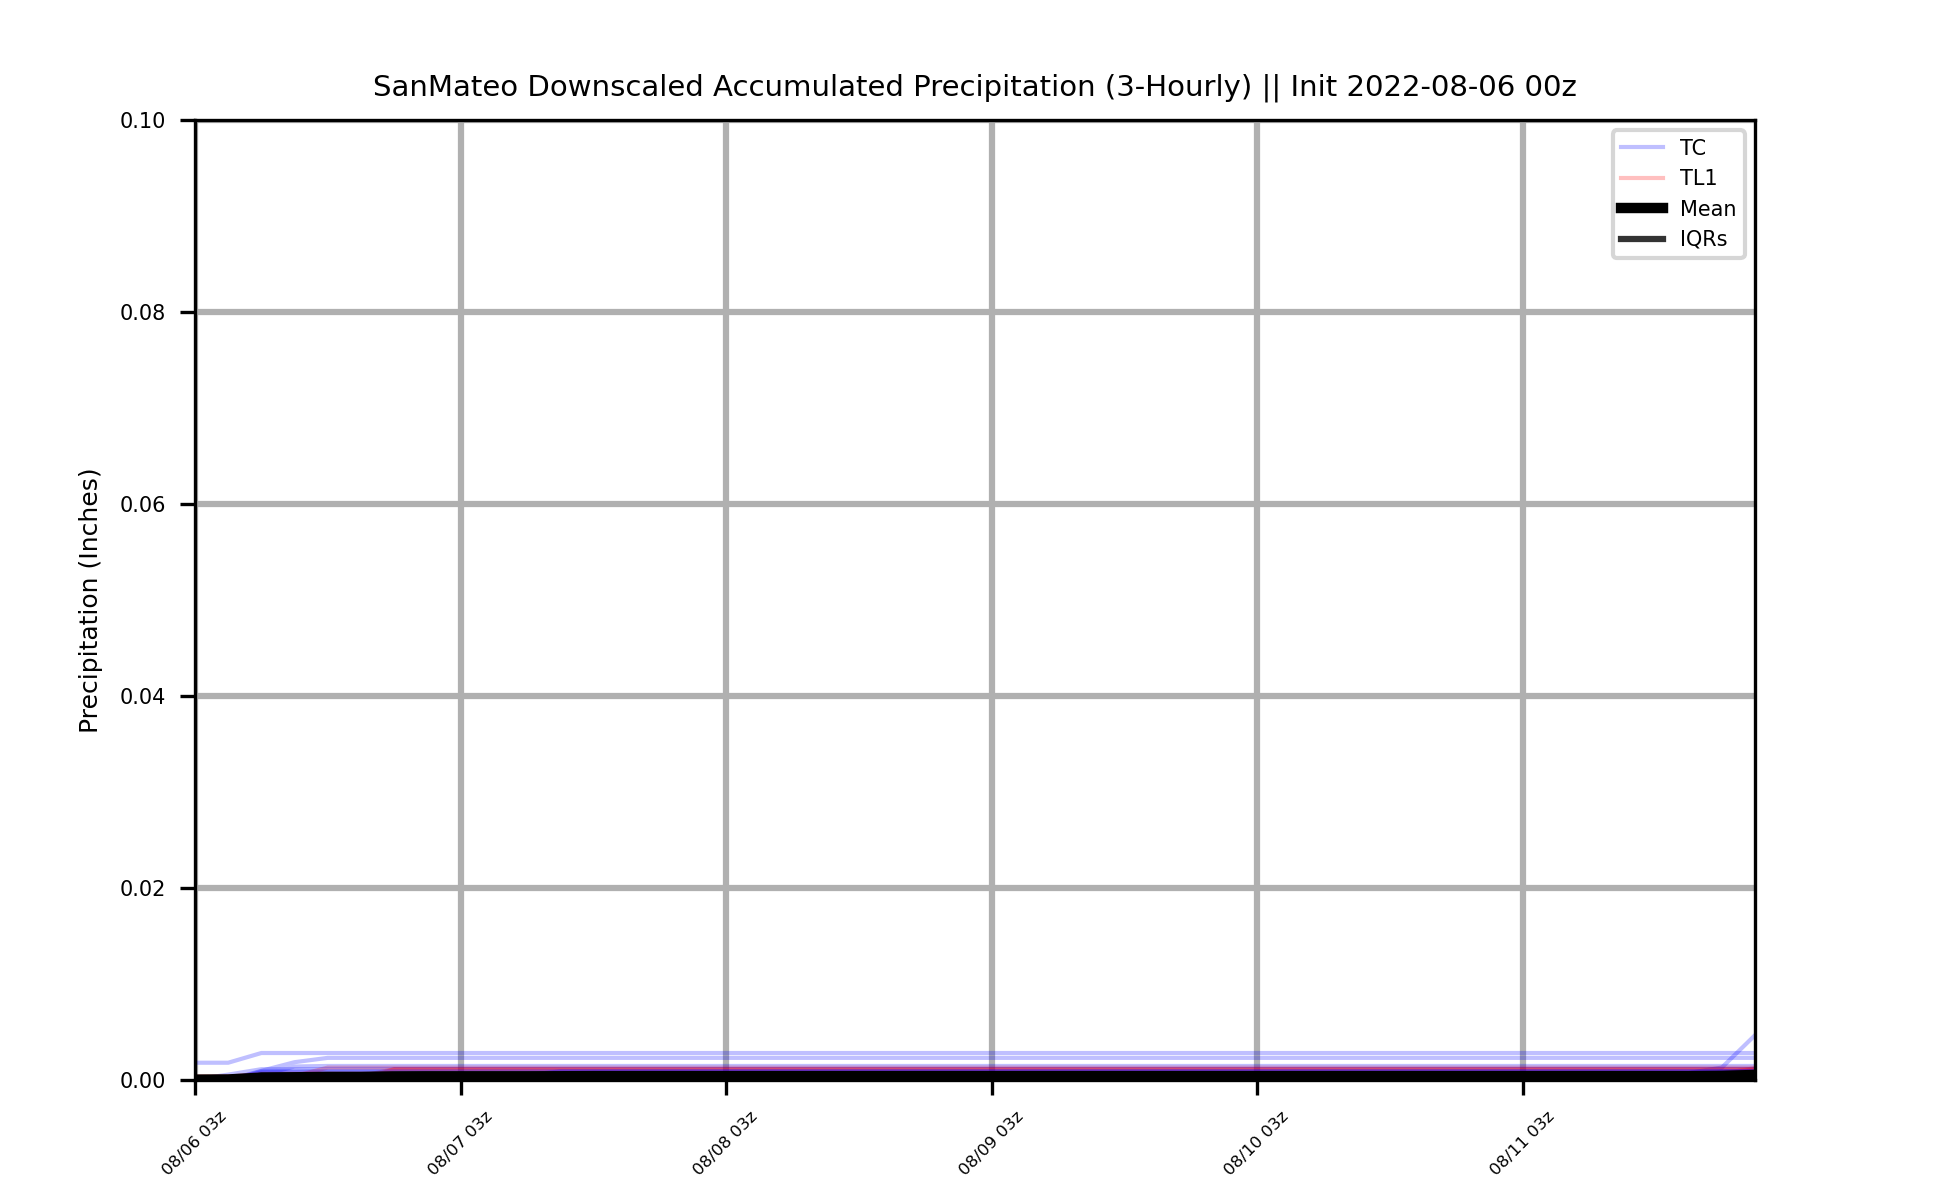 SanMateo Downscaled Accumulated Precipitation (3-Hourly) || Init 2022-08-06 00z
0.10
0.08
0.06
0.04
0.02
0.00
Precipitation (Inches)
TC
TL1
Mean
IQRs
08/06 03z
08/07 03z
08/08 03z
08/09 03z
08/10 03z
08/11 03z